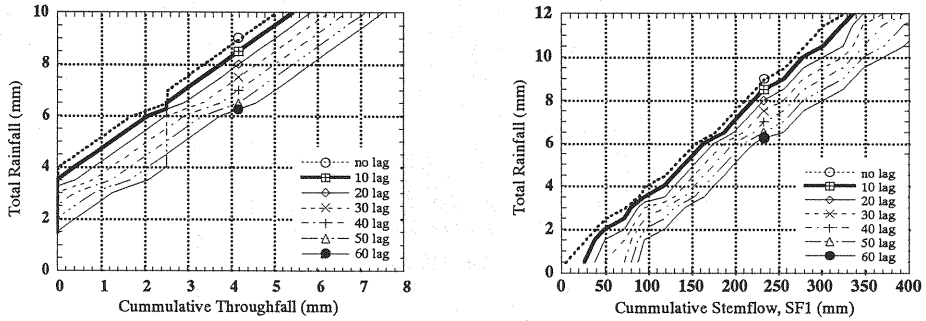 10
8
6
4
2
0
Total Rainfall (mm)
no lag
10 lag
20 lag
30 lag
40 lag
50 lag
60 lag
0 1 2 3 4 5 6 7 8
Cummulative Throughfall (mm)
12
10
8
6
4
2
0
Total Rainfall (mm)
no lag
10 lag
20 lag
30 lag
40 lag
50 lag
60 lag
0 50 100 150 200 250 300 350 400
Cummulative Stemflow, SF1 (mm)